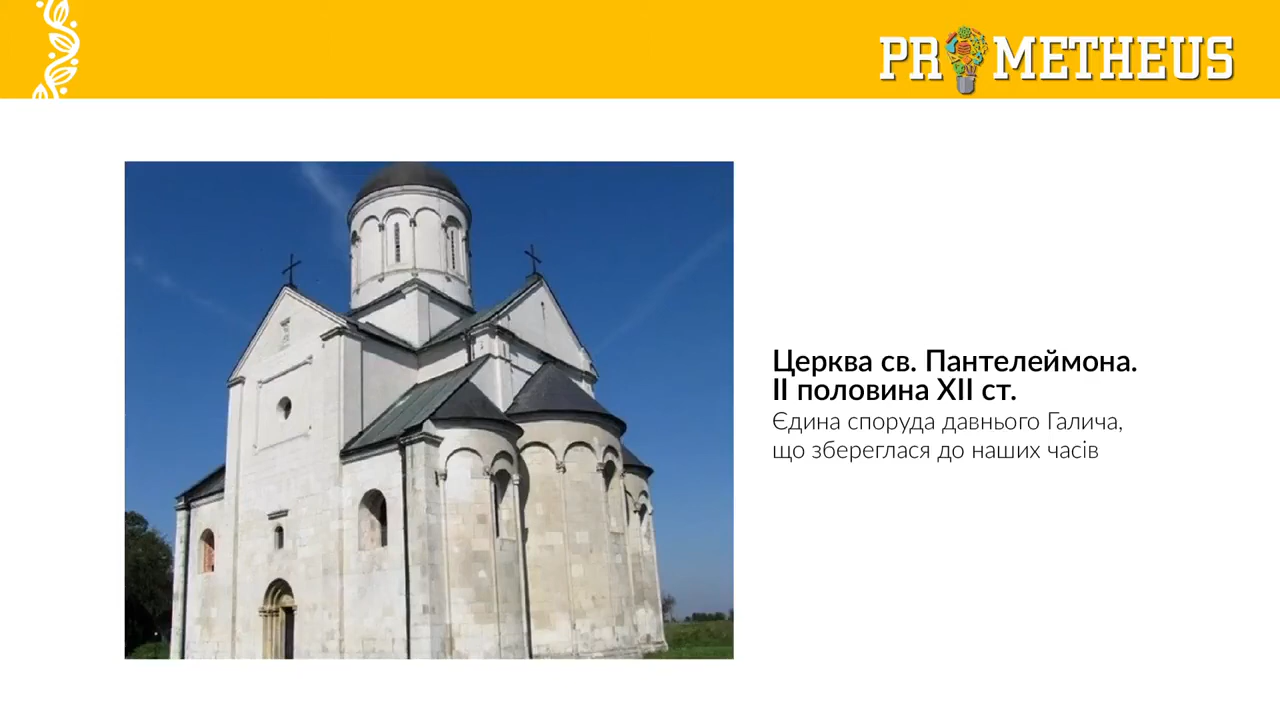 PROMETHEUS
Церква св. Пантелеймона.
ІІ половина ХІІ ст.
Єдина споруда давнього Галича,
що збереглася до наших часів